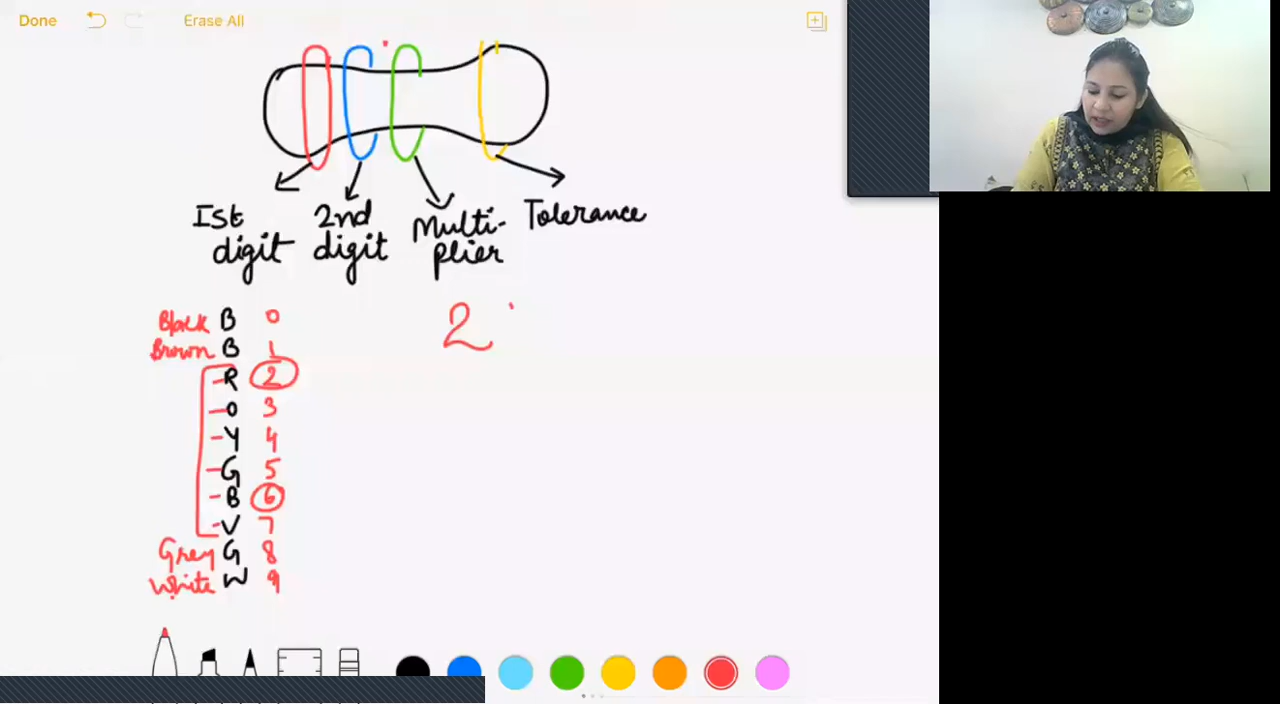 Done
Erase All
Ist digit
2nd digit
Multi-plier
Tolerance
2
Black B 0
Brown B 1
R 2
O 3
Y 4
G 5
B 6
V 7
Grey G 8
White W 9